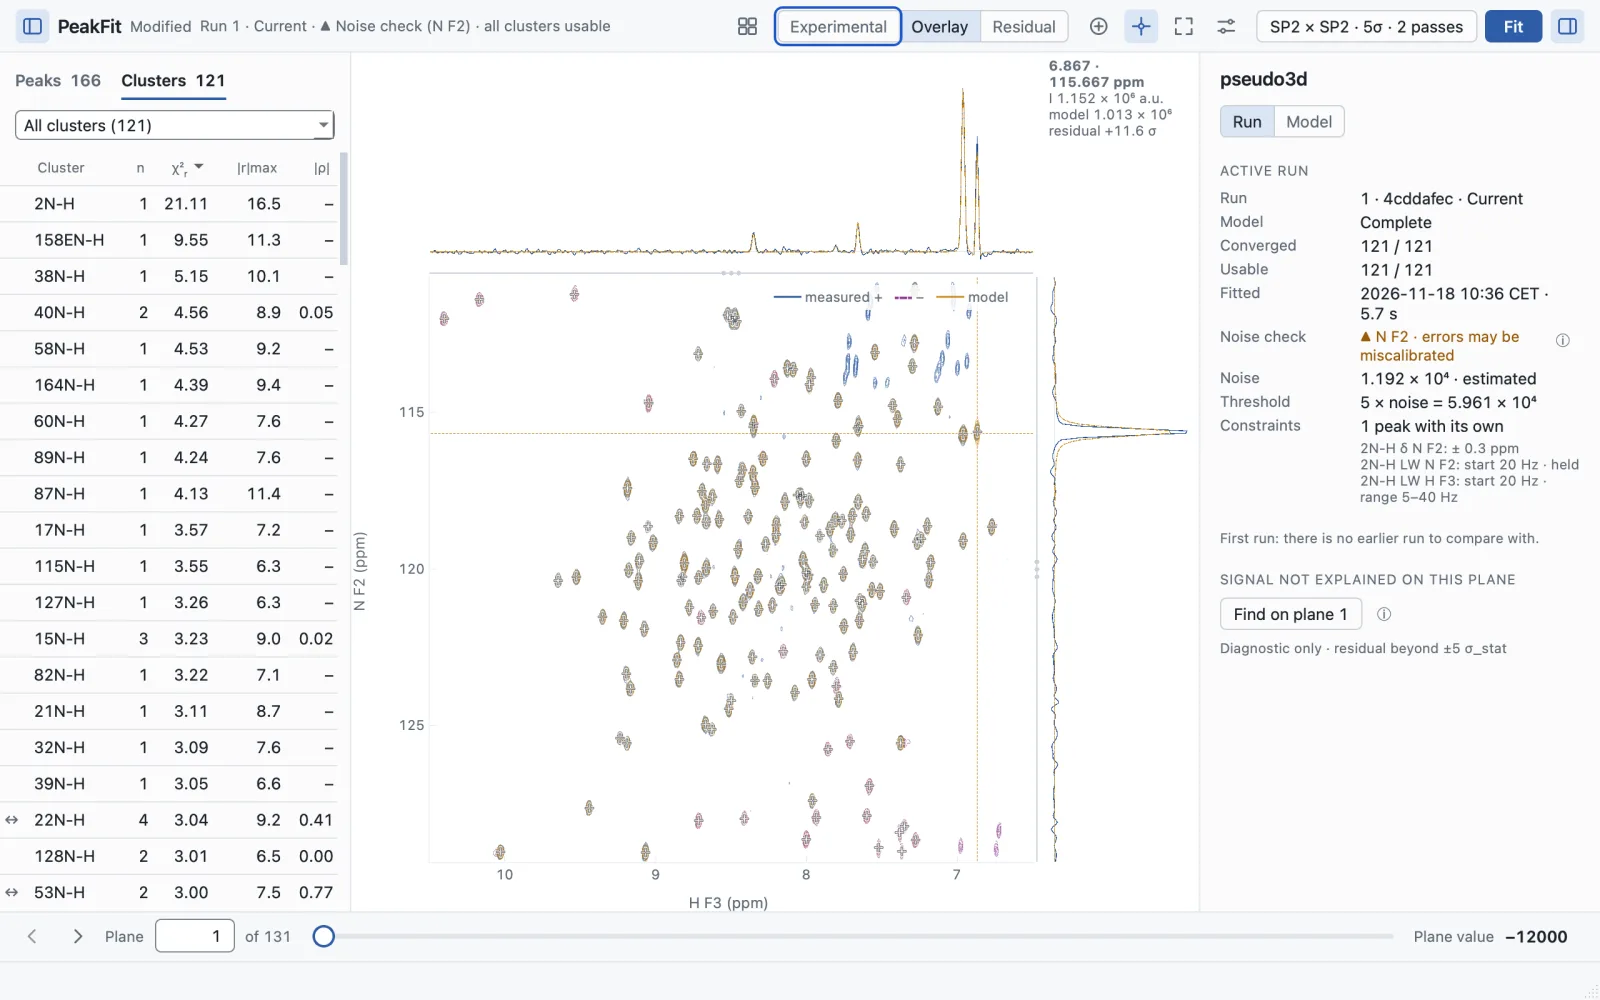 PeakFit Modified Run 1 · Current · ▲ Noise check (N F2) · all clusters usable
Experimental Overlay Residual
SP2 × SP2 · 5σ · 2 passes
Fit
Peaks 166 Clusters 121
All clusters (121)
Cluster n χ²r |r|max |ρ|
2N-H 1 21.11 16.5 –
158EN-H 1 9.55 11.3 –
38N-H 1 5.15 10.1 –
40N-H 2 4.56 8.9 0.05
58N-H 1 4.53 9.2 –
164N-H 1 4.39 9.4 –
60N-H 1 4.27 7.6 –
89N-H 1 4.24 7.6 –
87N-H 1 4.13 11.4 –
17N-H 1 3.57 7.2 –
115N-H 1 3.55 6.3 –
127N-H 1 3.26 6.3 –
15N-H 3 3.23 9.0 0.02
82N-H 1 3.22 7.1 –
21N-H 1 3.11 8.7 –
32N-H 1 3.09 7.6 –
39N-H 1 3.05 6.6 –
↔ 22N-H 4 3.04 9.2 0.41
128N-H 2 3.01 6.5 0.00
↔ 53N-H 2 3.00 7.5 0.77
6.867 ·
115.667 ppm
I 1.152 × 10⁶ a.u.
model 1.013 × 10⁶
residual +11.6 σ
measured + – model
115
120
125
N F2 (ppm)
10 9 8 7
H F3 (ppm)
pseudo3d
Run Model
ACTIVE RUN
Run 1 · 4cddafec · Current
Model Complete
Converged 121 / 121
Usable 121 / 121
Fitted 2026-11-18 10:36 CET ·
5.7 s
Noise check ▲ N F2 · errors may be
miscalibrated
Noise 1.192 × 10⁴ · estimated
Threshold 5 × noise = 5.961 × 10⁴
Constraints 1 peak with its own
2N-H δ N F2: ± 0.3 ppm
2N-H LW N F2: start 20 Hz · held
2N-H LW H F3: start 20 Hz ·
range 5–40 Hz
First run: there is no earlier run to compare with.
SIGNAL NOT EXPLAINED ON THIS PLANE
Find on plane 1
Diagnostic only · residual beyond ±5 σ_stat
Plane 1 of 131
Plane value −12000